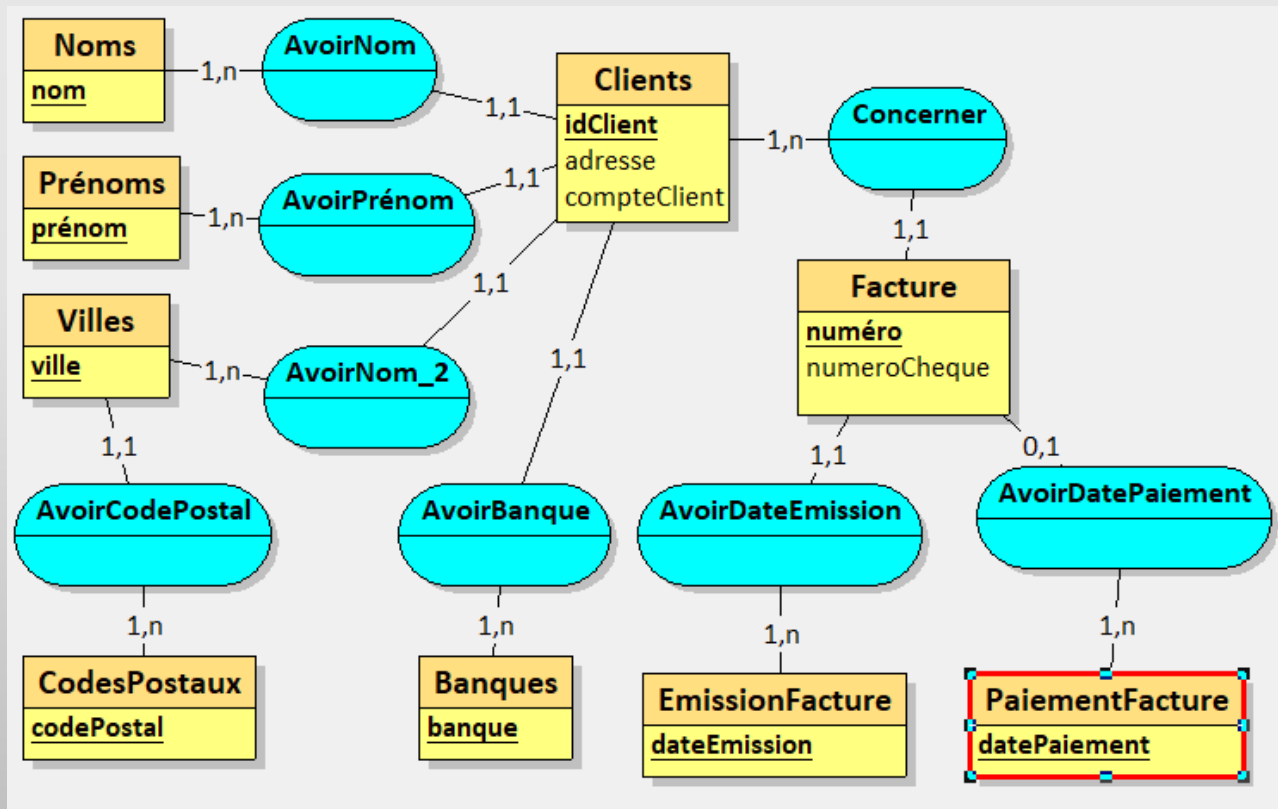 Noms
nom
1,n
AvoirNom
1,1
Clients
idClient
adresse
compteClient
1,n
Concerner
1,1
Prénoms
prénom
1,n
AvoirPrénom
1,1
Facture
numéro
numeroCheque
Villes
ville
1,n
AvoirNom_2
1,1
1,1
1,1
1,1
0,1
AvoirCodePostal
AvoirBanque
AvoirDateEmission
AvoirDatePaiement
1,n
1,n
1,n
1,n
CodesPostaux
codePostal
Banques
banque
EmissionFacture
dateEmission
PaiementFacture
datePaiement